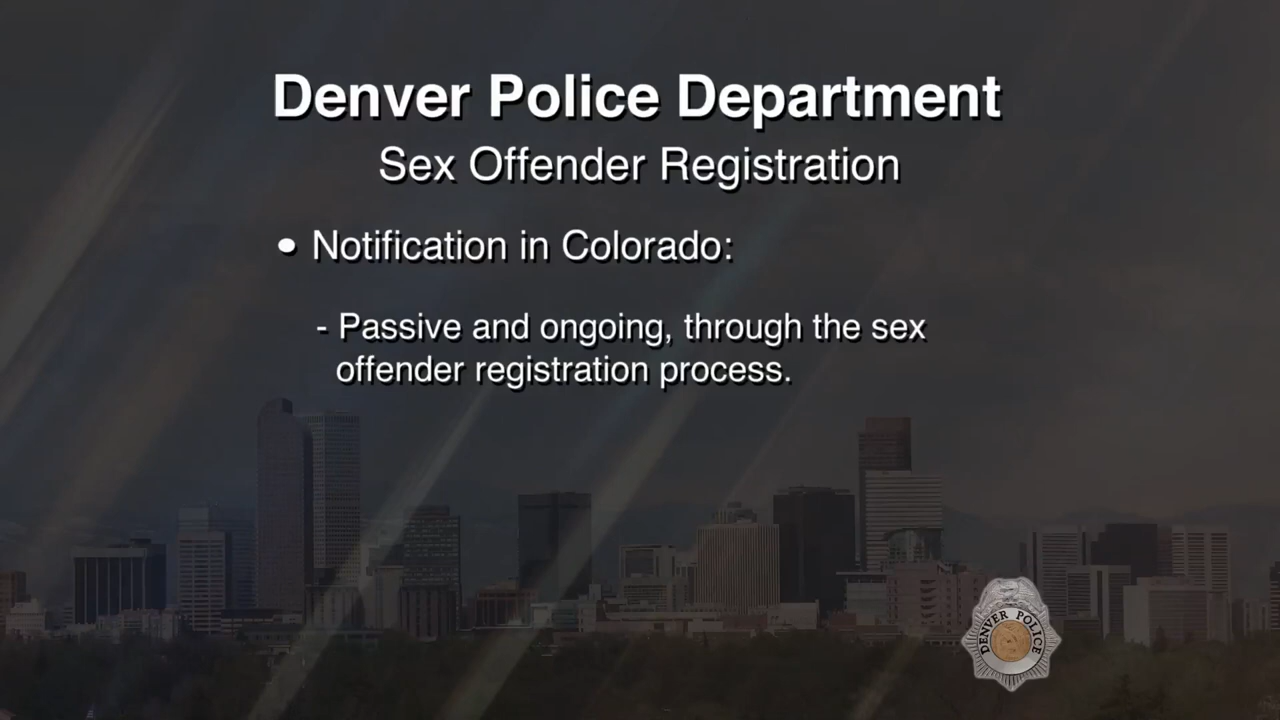 Denver Police Department
Sex Offender Registration
• Notification in Colorado:
- Passive and ongoing, through the sex
offender registration process.
DENVER POLICE